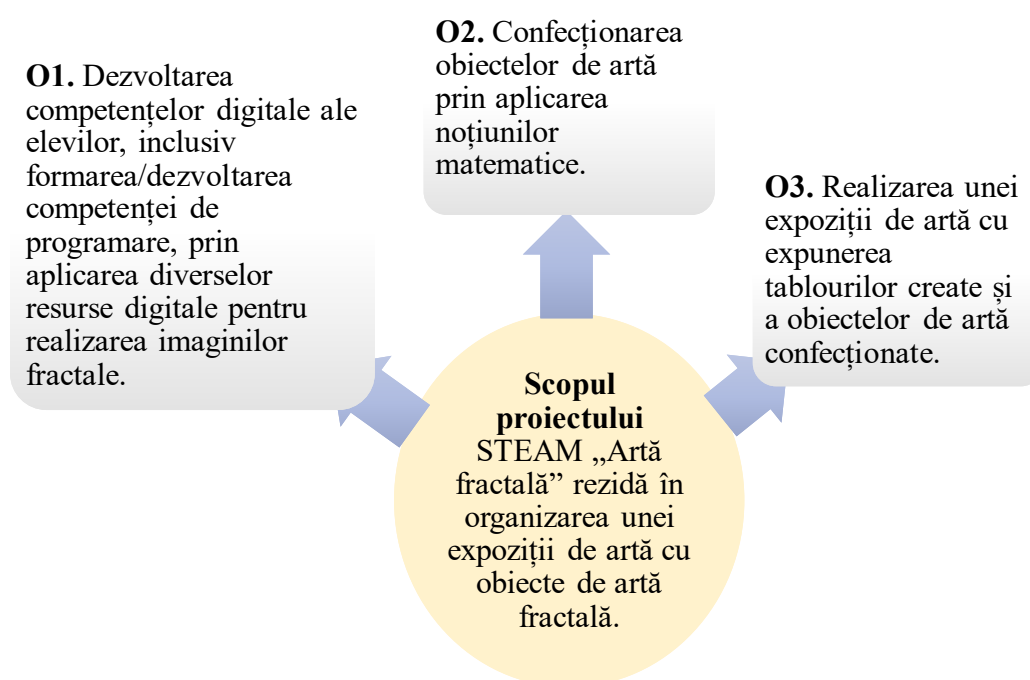 O1. Dezvoltarea
competențelor digitale ale
elevilor, inclusiv
formarea/dezvoltarea
competenței de
programare, prin
aplicarea diverselor
resurse digitale pentru
realizarea imaginilor
fractale.
O2. Confecționarea
obiectelor de artă
prin aplicarea
noțiunilor
matematice.
O3. Realizarea unei
expoziții de artă cu
expunerea
tablourilor create și
a obiectelor de artă
confecționate.
Scopul
proiectului
STEAM „Artă
fractală” rezidă în
organizarea unei
expoziții de artă cu
obiecte de artă
fractală.